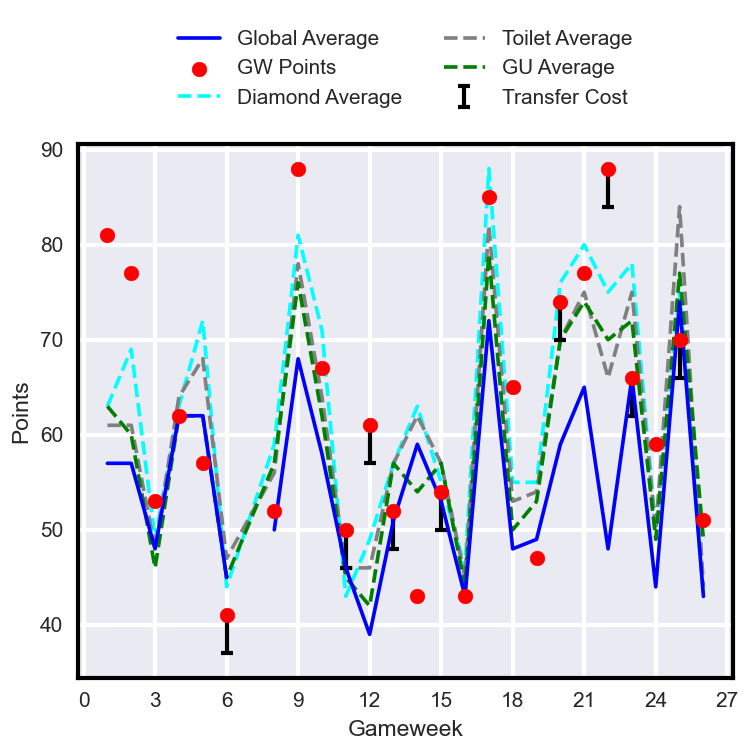 Global Average
GW Points
Diamond Average
Toilet Average
GU Average
Transfer Cost
90
80
70
60
50
40
Points
0 3 6 9 12 15 18 21 24 27
Gameweek